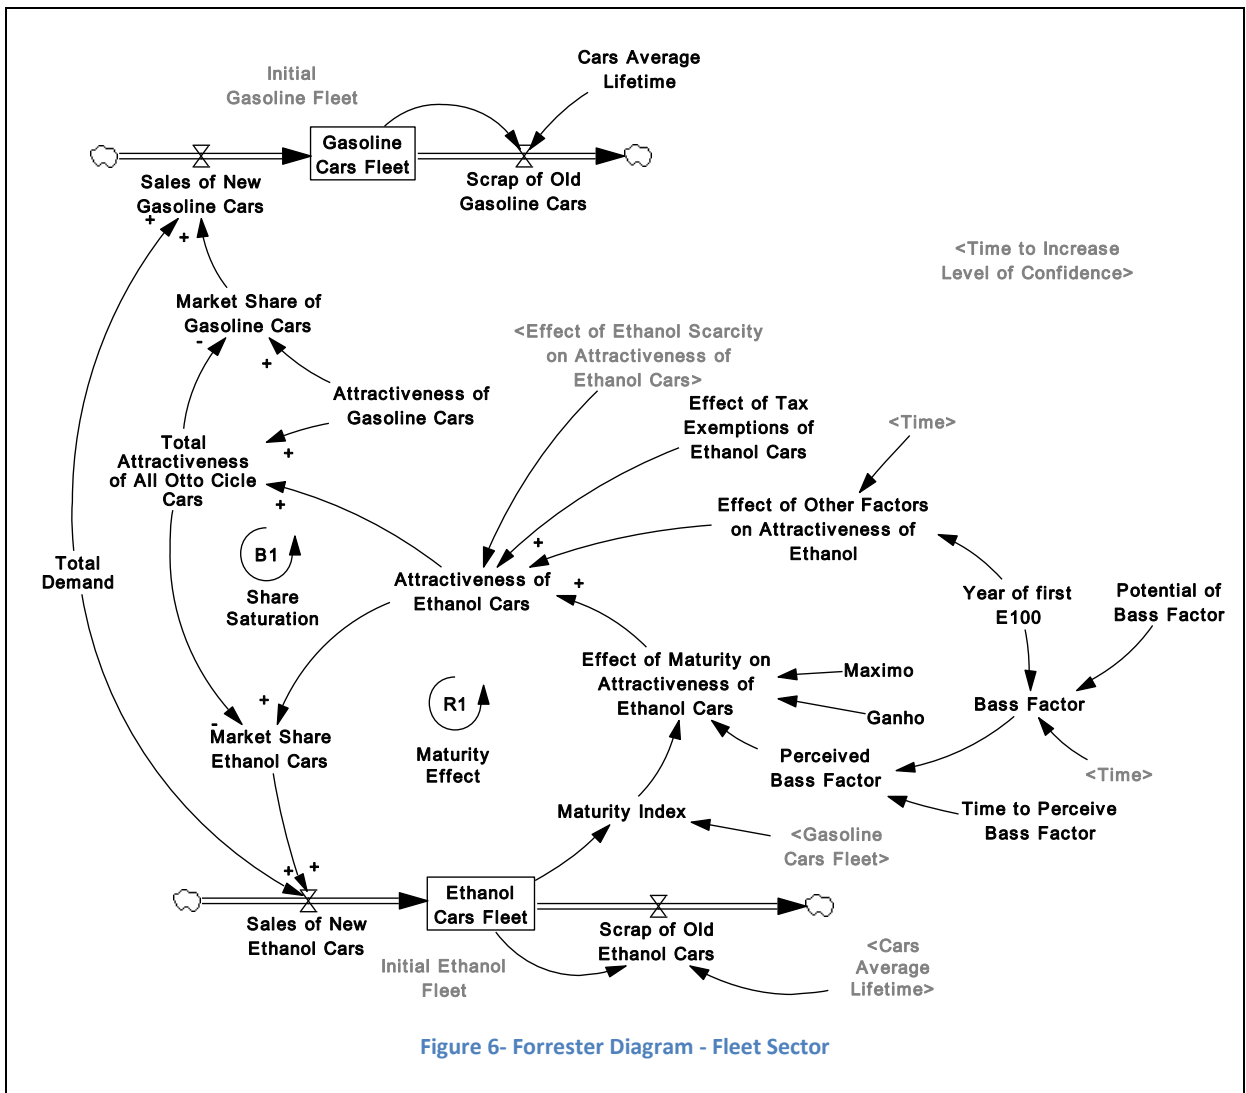 Cars Average
Lifetime
Initial
Gasoline Fleet
Gasoline
Cars Fleet
Sales of New
Gasoline Cars
Scrap of Old
Gasoline Cars
+
+
<Time to Increase
Level of Confidence>
Market Share of
Gasoline Cars
-
+
<Effect of Ethanol Scarcity
on Attractiveness of
Ethanol Cars>
Attractiveness of
Gasoline Cars
Effect of Tax
Exemptions of
Ethanol Cars
<Time>
Total
Attractiveness
of All Otto Cicle
Cars
+
+
Effect of Other Factors
on Attractiveness of
Ethanol
Total
Demand
B1
Share
Saturation
+
Attractiveness of
Ethanol Cars
+
Year of first
E100
Potential of
Bass Factor
Effect of Maturity on
Attractiveness of
Ethanol Cars
Maximo
Ganho
Bass Factor
R1
Maturity
Effect
+
-
Market Share
Ethanol Cars
Perceived
Bass Factor
<Time>
Time to Perceive
Bass Factor
Maturity Index
<Gasoline
Cars Fleet>
+
+
Ethanol
Cars Fleet
Sales of New
Ethanol Cars
Scrap of Old
Ethanol Cars
Initial Ethanol
Fleet
<Cars
Average
Lifetime>
Figure 6- Forrester Diagram - Fleet Sector